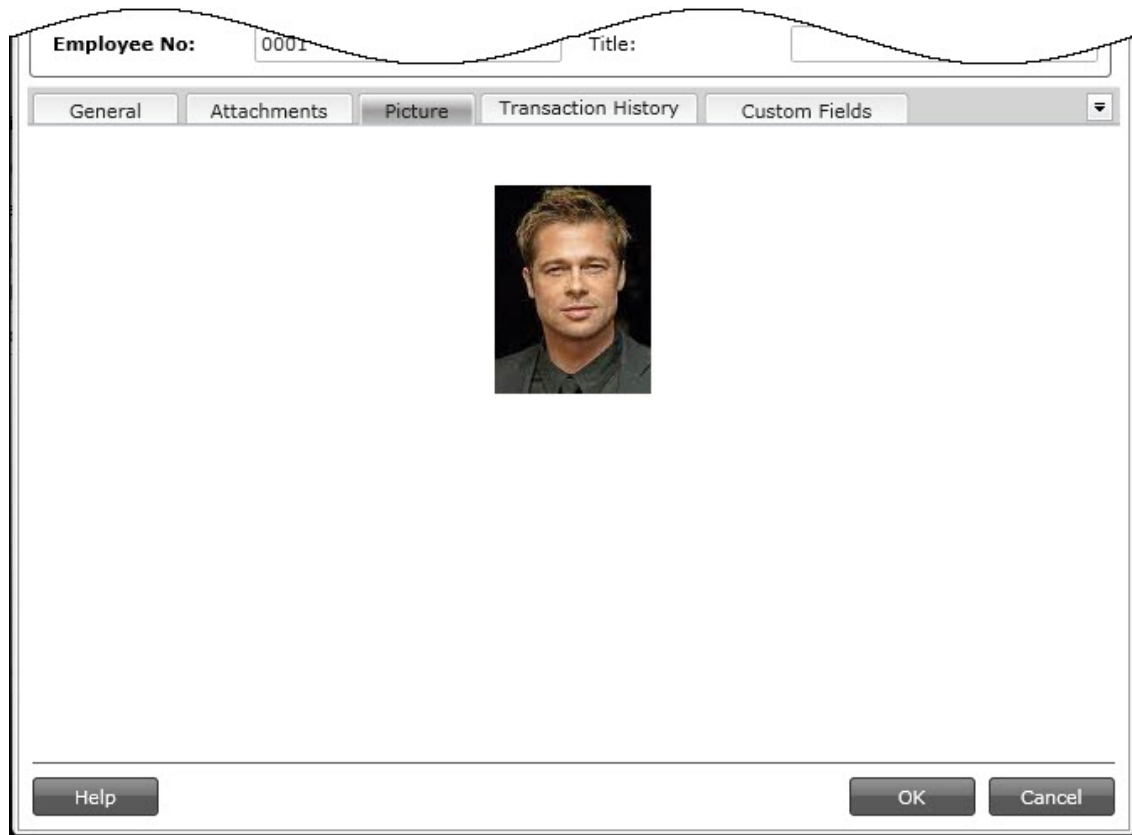 Employee No: 0001 Title:
General Attachments Picture Transaction History Custom Fields
Help OK Cancel